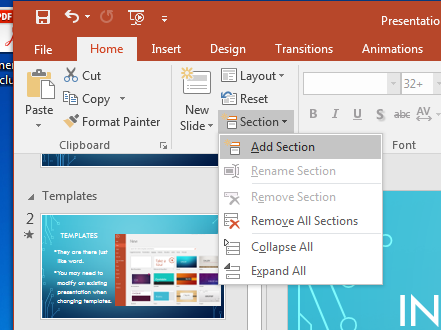 PDF
Presentatio
File Home Insert Design Transitions Animations
Cut
Copy
Format Painter
Paste
Clipboard
New
Slide
Layout
Reset
Section
32+
B I U S abc AV
Font
Add Section
Rename Section
Remove Section
Remove All Sections
Collapse All
Expand All
Templates
2
TEMPLATES
•They are there just
like word.
•You may need to
modify an existing
presentation when
changing templates.
IN